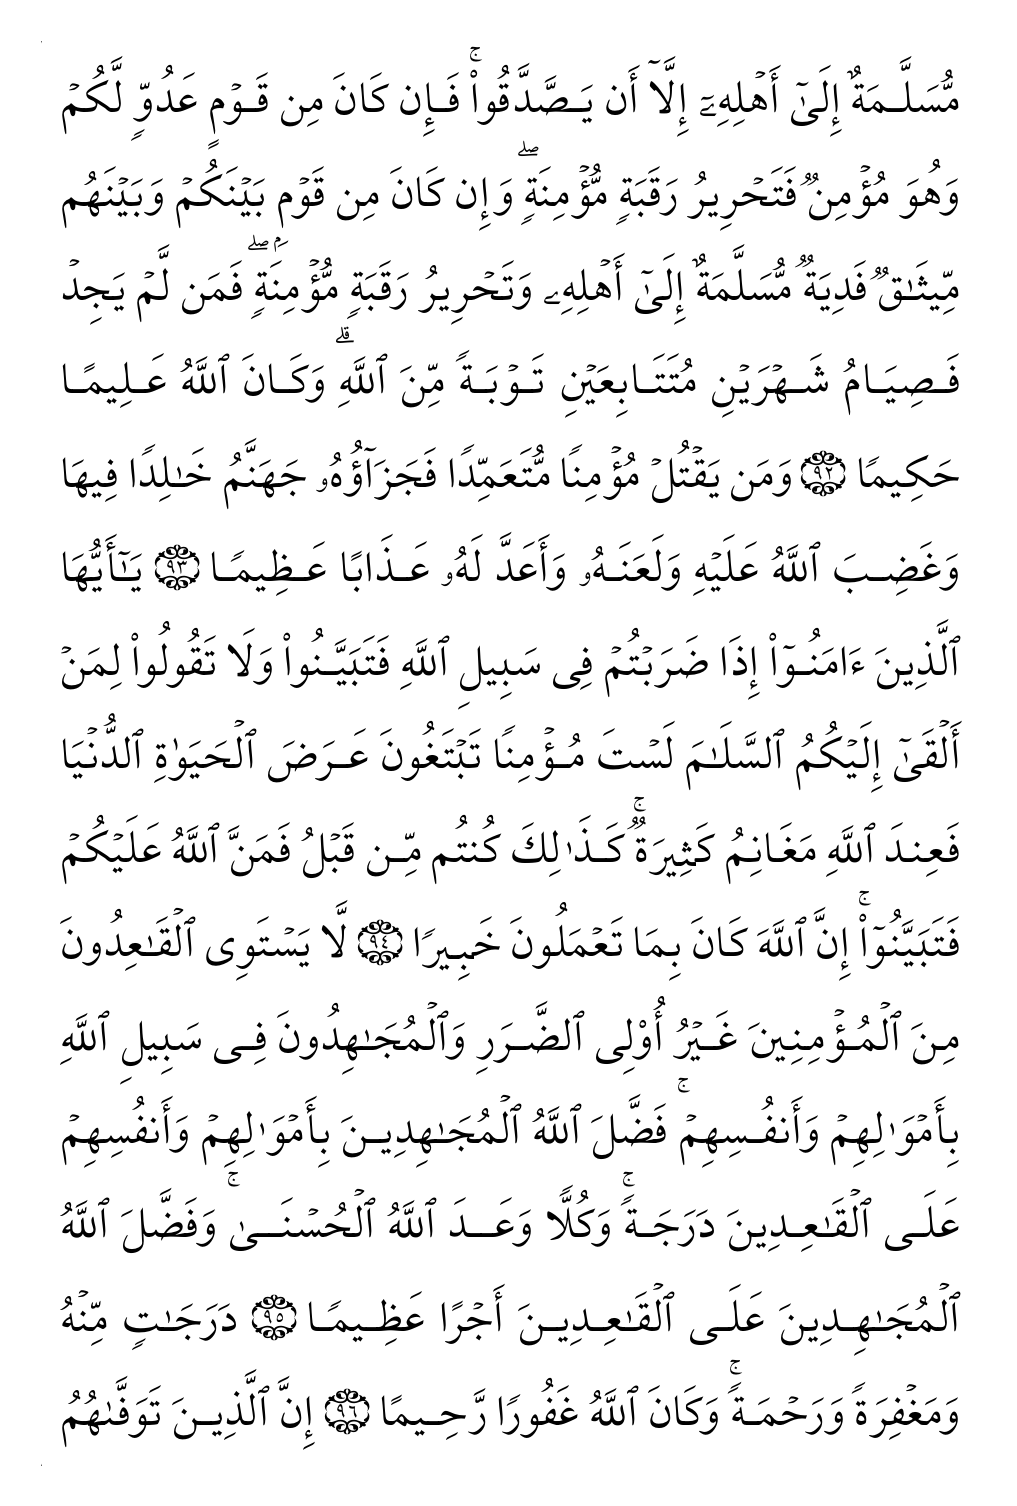 مُّسَلَّمَةٌ إِلَىٰٓ أَهْلِهِۦٓ إِلَّآ أَن يَصَّدَّقُوا۟ ۚ فَإِن كَانَ مِن قَوْمٍ عَدُوٍّ لَّكُمْ
وَهُوَ مُؤْمِنٌ فَتَحْرِيرُ رَقَبَةٍ مُّؤْمِنَةٍ ۖ وَإِن كَانَ مِن قَوْمٍ بَيْنَكُمْ وَبَيْنَهُم
مِّيثَـٰقٌ فَدِيَةٌ مُّسَلَّمَةٌ إِلَىٰٓ أَهْلِهِۦ وَتَحْرِيرُ رَقَبَةٍ مُّؤْمِنَةٍ ۖ فَمَن لَّمْ يَجِدْ
فَصِيَامُ شَهْرَيْنِ مُتَتَابِعَيْنِ تَوْبَةً مِّنَ ٱللَّهِ ۗ وَكَانَ ٱللَّهُ عَلِيمًا
حَكِيمًا ٩٢ وَمَن يَقْتُلْ مُؤْمِنًا مُّتَعَمِّدًا فَجَزَآؤُهُۥ جَهَنَّمُ خَـٰلِدًا فِيهَا
وَغَضِبَ ٱللَّهُ عَلَيْهِ وَلَعَنَهُۥ وَأَعَدَّ لَهُۥ عَذَابًا عَظِيمًا ٩٣ يَـٰٓأَيُّهَا
ٱلَّذِينَ ءَامَنُوٓا۟ إِذَا ضَرَبْتُمْ فِى سَبِيلِ ٱللَّهِ فَتَبَيَّنُوا۟ وَلَا تَقُولُوا۟ لِمَنْ
أَلْقَىٰٓ إِلَيْكُمُ ٱلسَّلَـٰمَ لَسْتَ مُؤْمِنًا تَبْتَغُونَ عَرَضَ ٱلْحَيَوٰةِ ٱلدُّنْيَا
فَعِندَ ٱللَّهِ مَغَانِمُ كَثِيرَةٌ ۚ كَذَٰلِكَ كُنتُم مِّن قَبْلُ فَمَنَّ ٱللَّهُ عَلَيْكُمْ
فَتَبَيَّنُوٓا۟ ۚ إِنَّ ٱللَّهَ كَانَ بِمَا تَعْمَلُونَ خَبِيرًا ٩٤ لَّا يَسْتَوِى ٱلْقَـٰعِدُونَ
مِنَ ٱلْمُؤْمِنِينَ غَيْرُ أُو۟لِى ٱلضَّرَرِ وَٱلْمُجَـٰهِدُونَ فِى سَبِيلِ ٱللَّهِ
بِأَمْوَٰلِهِمْ وَأَنفُسِهِمْ ۚ فَضَّلَ ٱللَّهُ ٱلْمُجَـٰهِدِينَ بِأَمْوَٰلِهِمْ وَأَنفُسِهِمْ
عَلَى ٱلْقَـٰعِدِينَ دَرَجَةً ۚ وَكُلًّا وَعَدَ ٱللَّهُ ٱلْحُسْنَىٰ ۚ وَفَضَّلَ ٱللَّهُ
ٱلْمُجَـٰهِدِينَ عَلَى ٱلْقَـٰعِدِينَ أَجْرًا عَظِيمًا ٩٥ دَرَجَـٰتٍ مِّنْهُ
وَمَغْفِرَةً وَرَحْمَةً ۚ وَكَانَ ٱللَّهُ غَفُورًا رَّحِيمًا ٩٦ إِنَّ ٱلَّذِينَ تَوَفَّىٰهُمُ